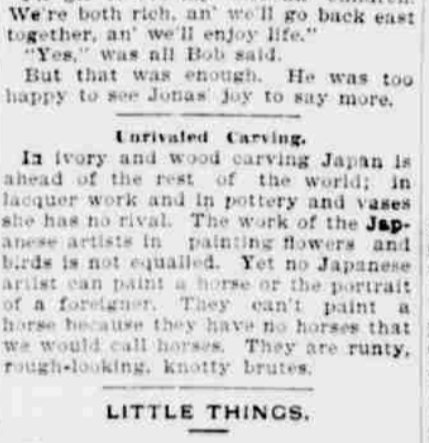 We're both rich, an' we'll go back east
together, an' we'll enjoy life."
"Yes," was all Bob said.
But that was enough. He was too
happy to see Jonas' joy to say more.
Unrivaled Carving.
In ivory and wood carving Japan is
ahead of the rest of the world; in
lacquer work and in pottery and vases
she has no rival. The work of the Jap-
anese artists in painting flowers and
birds is not equalled. Yet no Japanese
artist can paint a horse or the portrait
of a foreigner. They can't paint a
horse because they have no horses that
we would call horses. They are runty,
rough-looking, knotty brutes.
LITTLE THINGS.